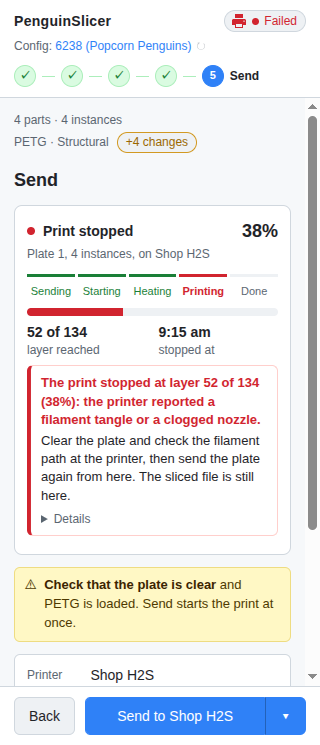 PenguinSlicer
Failed
Config: 6238 (Popcorn Penguins)
5 Send
4 parts · 4 instances
PETG · Structural +4 changes
Send
Print stopped 38%
Plate 1, 4 instances, on Shop H2S
Sending Starting Heating Printing Done
52 of 134 9:15 am
layer reached stopped at
The print stopped at layer 52 of 134
(38%): the printer reported a
filament tangle or a clogged nozzle.
Clear the plate and check the filament
path at the printer, then send the plate
again from here. The sliced file is still
here.
Details
Check that the plate is clear and
PETG is loaded. Send starts the print at
once.
Printer Shop H2S
Back Send to Shop H2S